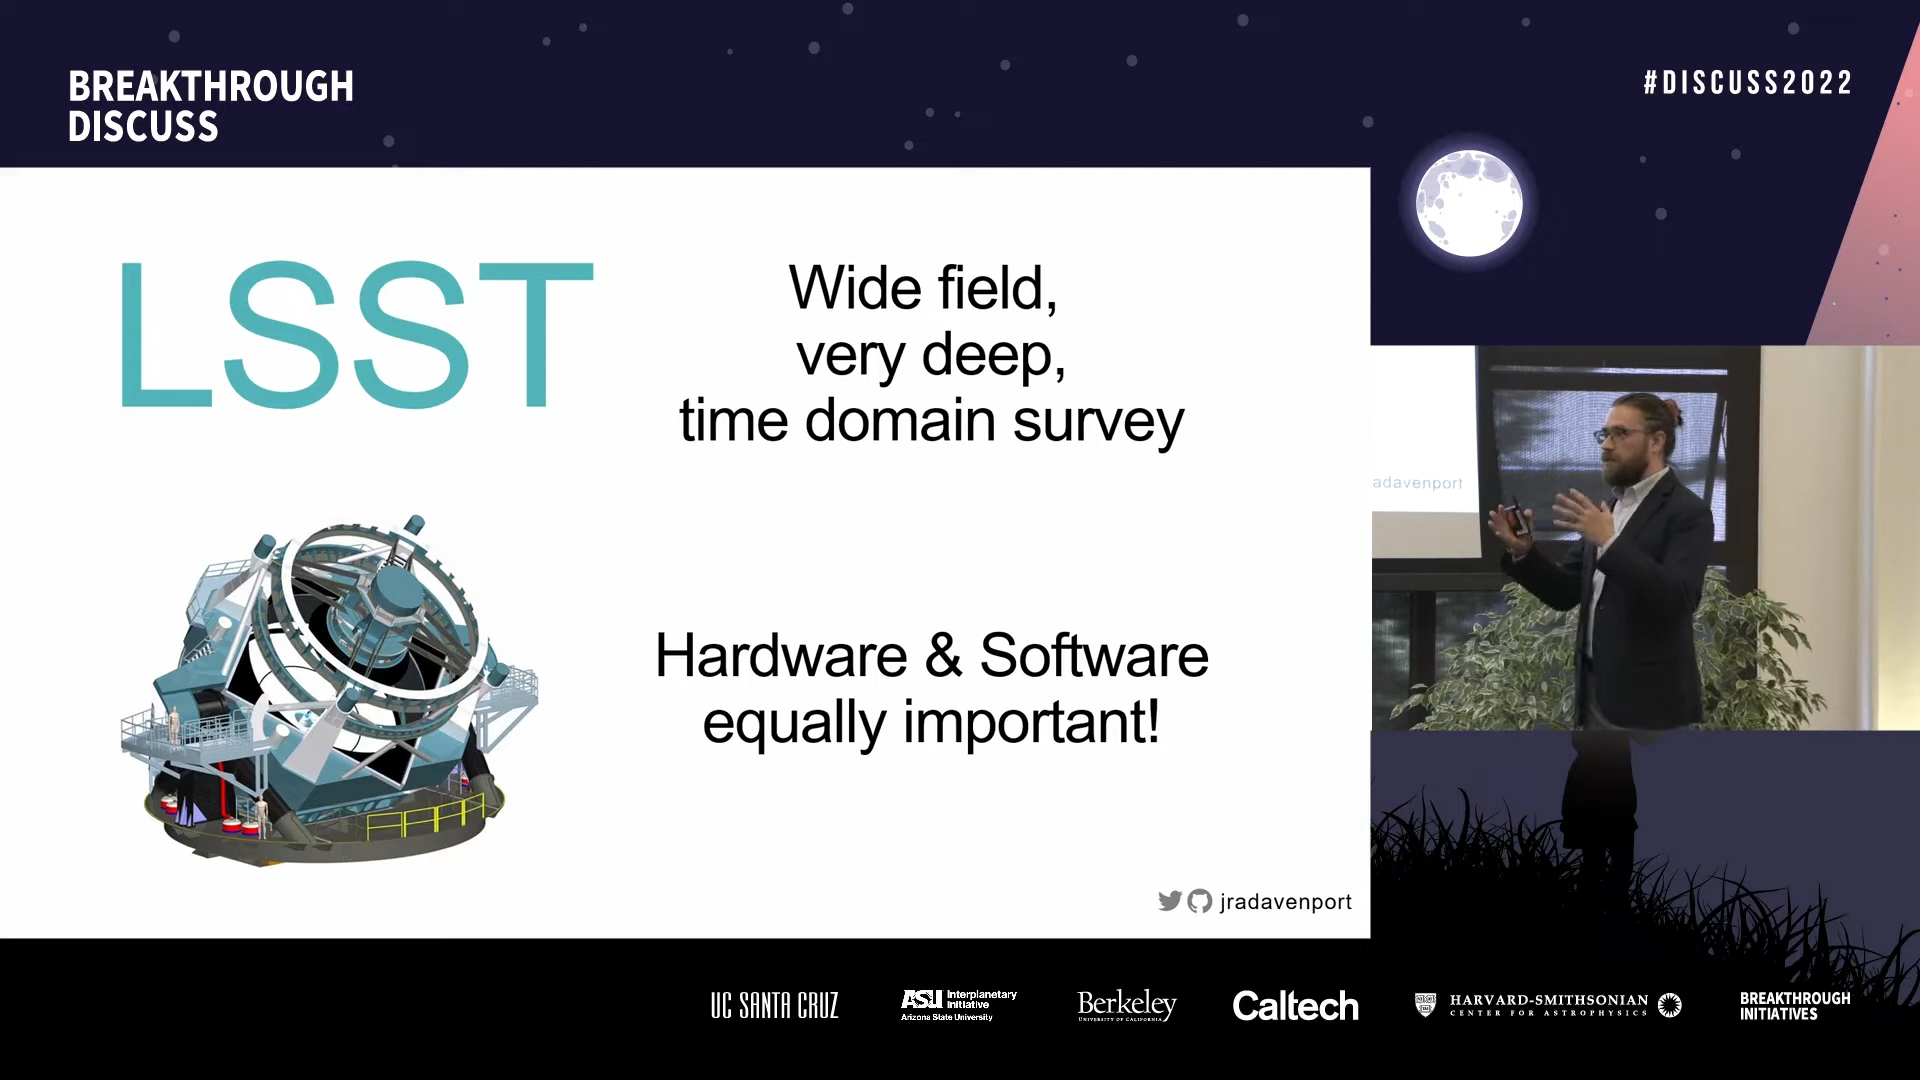 BREAKTHROUGH
DISCUSS
#DISCUSS2022
LSST
Wide field,
very deep,
time domain survey
Hardware & Software
equally important!
jradavenport
adavenport
UC SANTA CRUZ
ASU Interplanetary
Initiative
Arizona State University
Berkeley
UNIVERSITY OF CALIFORNIA
Caltech
HARVARD-SMITHSONIAN
CENTER FOR ASTROPHYSICS
BREAKTHROUGH
INITIATIVES